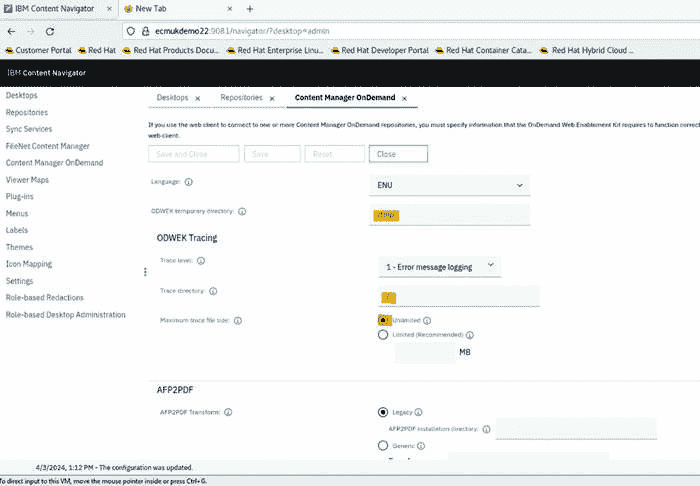 IBM Content Navigator
New Tab
ecmukdemo22:9081/navigator/?desktop=admin
Customer Portal Red Hat Red Hat Products Docu... Red Hat Enterprise Linu... Red Hat Developer Portal Red Hat Container Cata... Red Hat Hybrid Cloud ...
IBM Content Navigator
Desktops
Repositories
Sync Services
FileNet Content Manager
Content Manager OnDemand
Viewer Maps
Plug-ins
Menus
Labels
Themes
Icon Mapping
Settings
Role-based Redactions
Role-based Desktop Administration
Desktops Repositories Content Manager OnDemand
If you use the web client to connect to one or more Content Manager OnDemand repositories, you must specify information that the OnDemand Web Enablement Kit requires to function correc
web client.
Save and Close Save Reset Close
Language: ENU
ODWEK temporary directory: /tmp
ODWEK Tracing
Trace level: 1 - Error message logging
Trace directory: /
Maximum trace file size: Unlimited
Limited (Recommended)
MB
AFP2PDF
AFP2PDF Transform: Legacy
AFP2PDF installation directory:
Generic
4/3/2024, 1:12 PM - The configuration was updated.
To direct input to this VM, move the mouse pointer inside or press Ctrl+G.